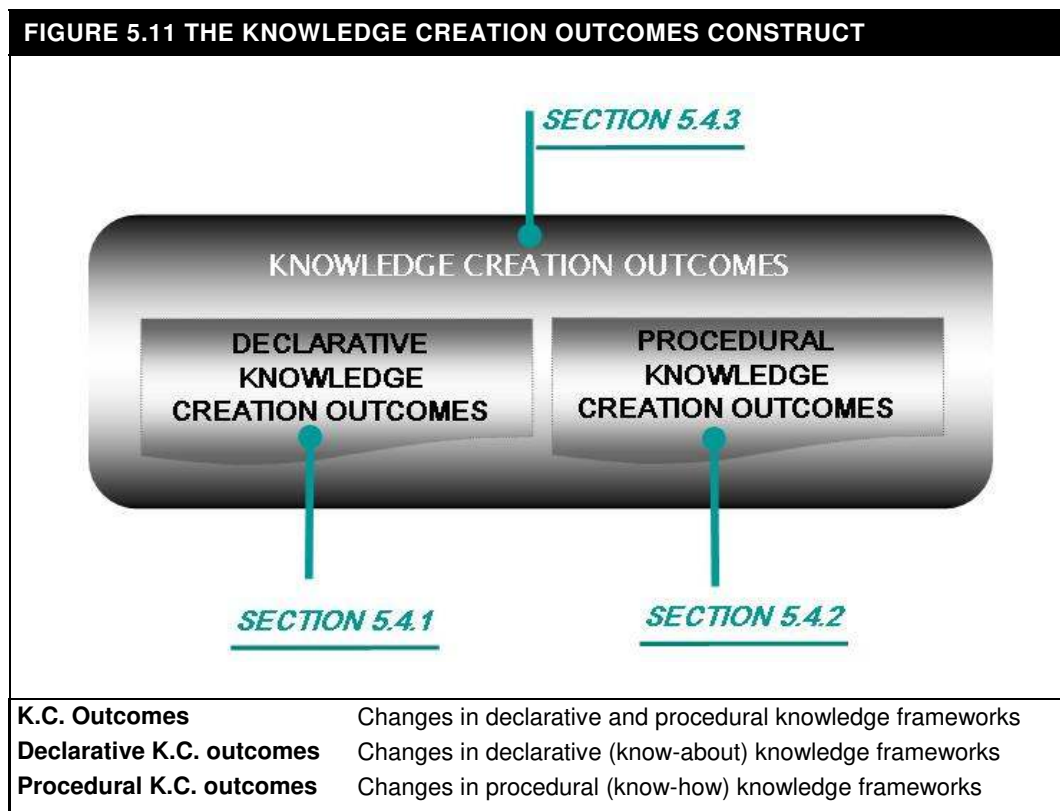 FIGURE 5.11 THE KNOWLEDGE CREATION OUTCOMES CONSTRUCT
SECTION 5.4.3
KNOWLEDGE CREATION OUTCOMES
DECLARATIVE
KNOWLEDGE
CREATION OUTCOMES
PROCEDURAL
KNOWLEDGE
CREATION OUTCOMES
SECTION 5.4.1
SECTION 5.4.2
K.C. Outcomes Changes in declarative and procedural knowledge frameworks
Declarative K.C. outcomes Changes in declarative (know-about) knowledge frameworks
Procedural K.C. outcomes Changes in procedural (know-how) knowledge frameworks